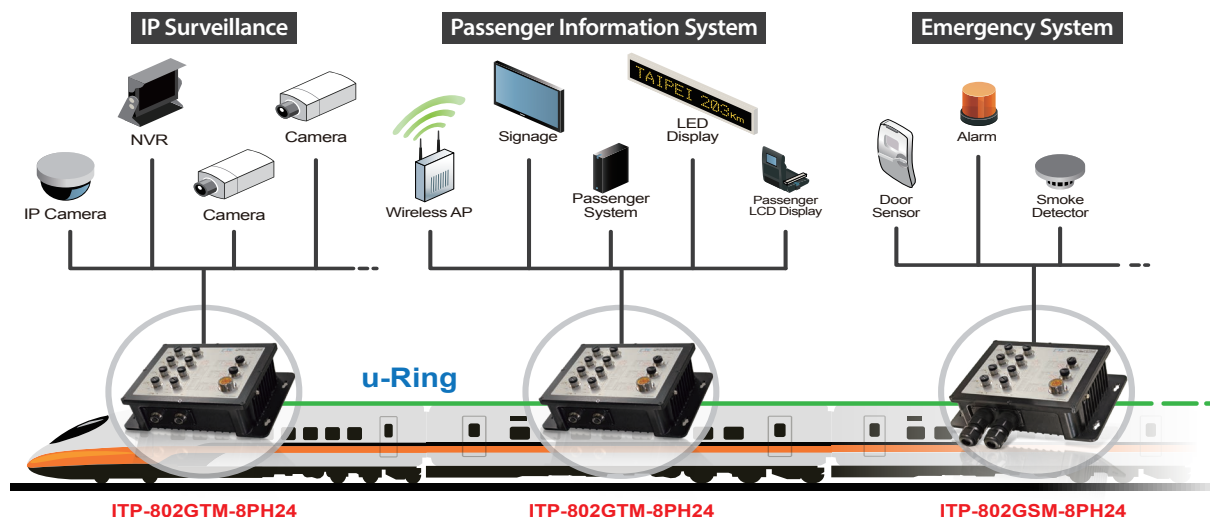 IP Surveillance
Passenger Information System
Emergency System
NVR
Camera
IP Camera
Camera
Signage
LED
Display
TAIPEI 203Km
Wireless AP
Passenger
System
Passenger
LCD Display
Alarm
Door
Sensor
Smoke
Detector
u-Ring
ITP-802GTM-8PH24
ITP-802GTM-8PH24
ITP-802GSM-8PH24